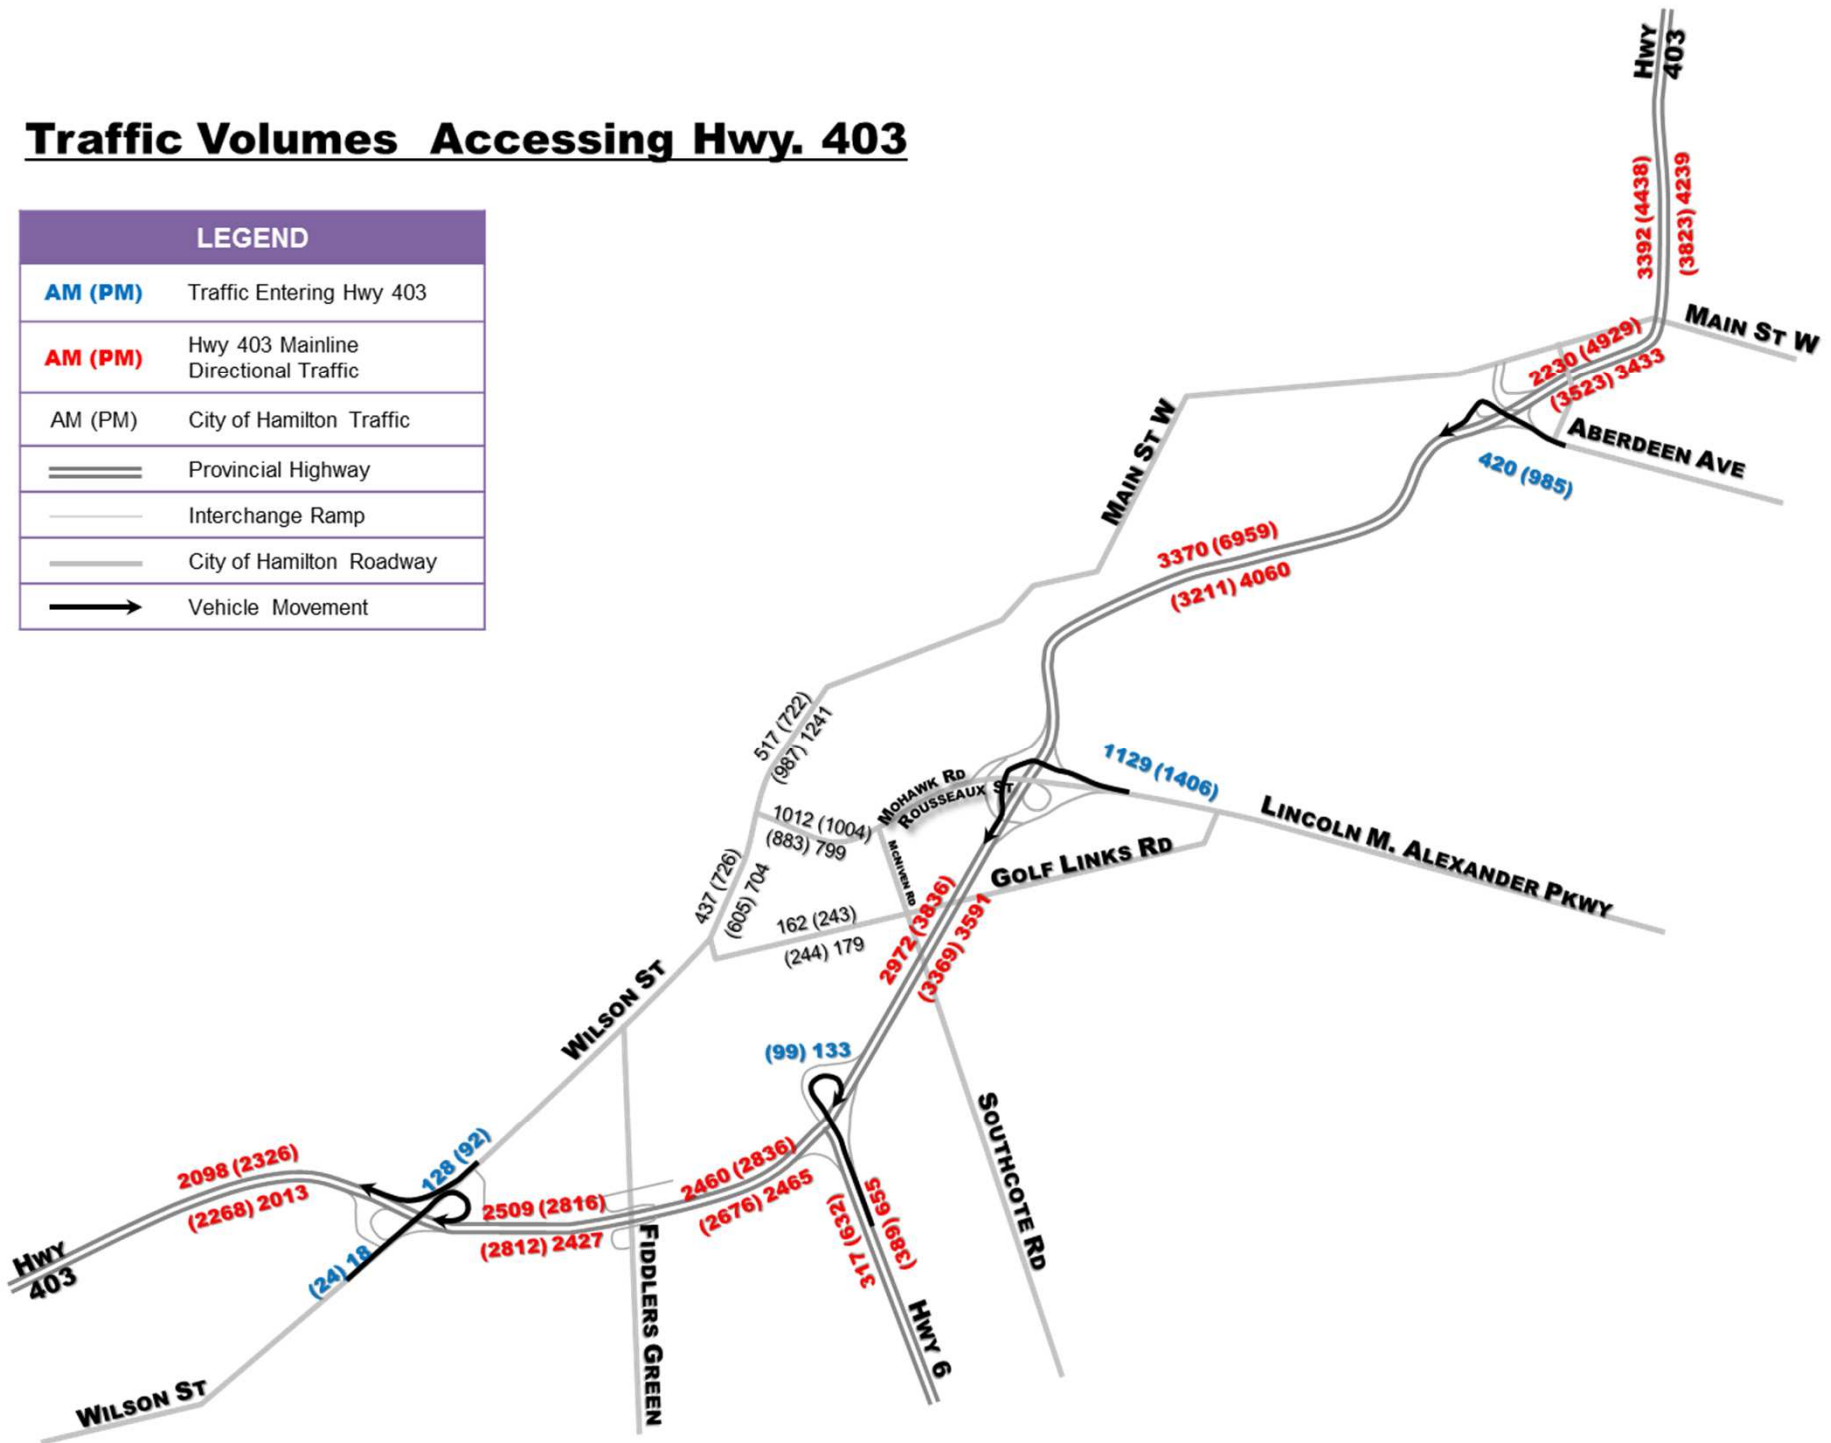 Traffic Volumes Accessing Hwy. 403
LEGEND
AM (PM) Traffic Entering Hwy 403
AM (PM) Hwy 403 Mainline
Directional Traffic
AM (PM) City of Hamilton Traffic
Provincial Highway
Interchange Ramp
City of Hamilton Roadway
Vehicle Movement
HWY
403
3392 (4438)
(3823) 4239
MAIN ST W
2230 (4929)
(3523) 3433
ABERDEEN AVE
420 (985)
MAIN ST W
3370 (6959)
(3211) 4060
517 (722)
(987) 1241
1129 (1406)
MOHAWK RD
ROUSSEAUX ST
1012 (1004)
(883) 799
LINCOLN M. ALEXANDER PKWY
MCNIVEN RD
GOLF LINKS RD
437 (726)
(605) 704
162 (243)
(244) 179
2972 (3836)
(3369) 3591
WILSON ST
(99) 133
SOUTHCOTE RD
128 (92)
2098 (2326)
(2268) 2013
2509 (2816)
(2812) 2427
2460 (2836)
(2676) 2465
317 (632)
(389) 655
HWY
403
(24) 18
FIDDLERS GREEN
HWY 6
WILSON ST